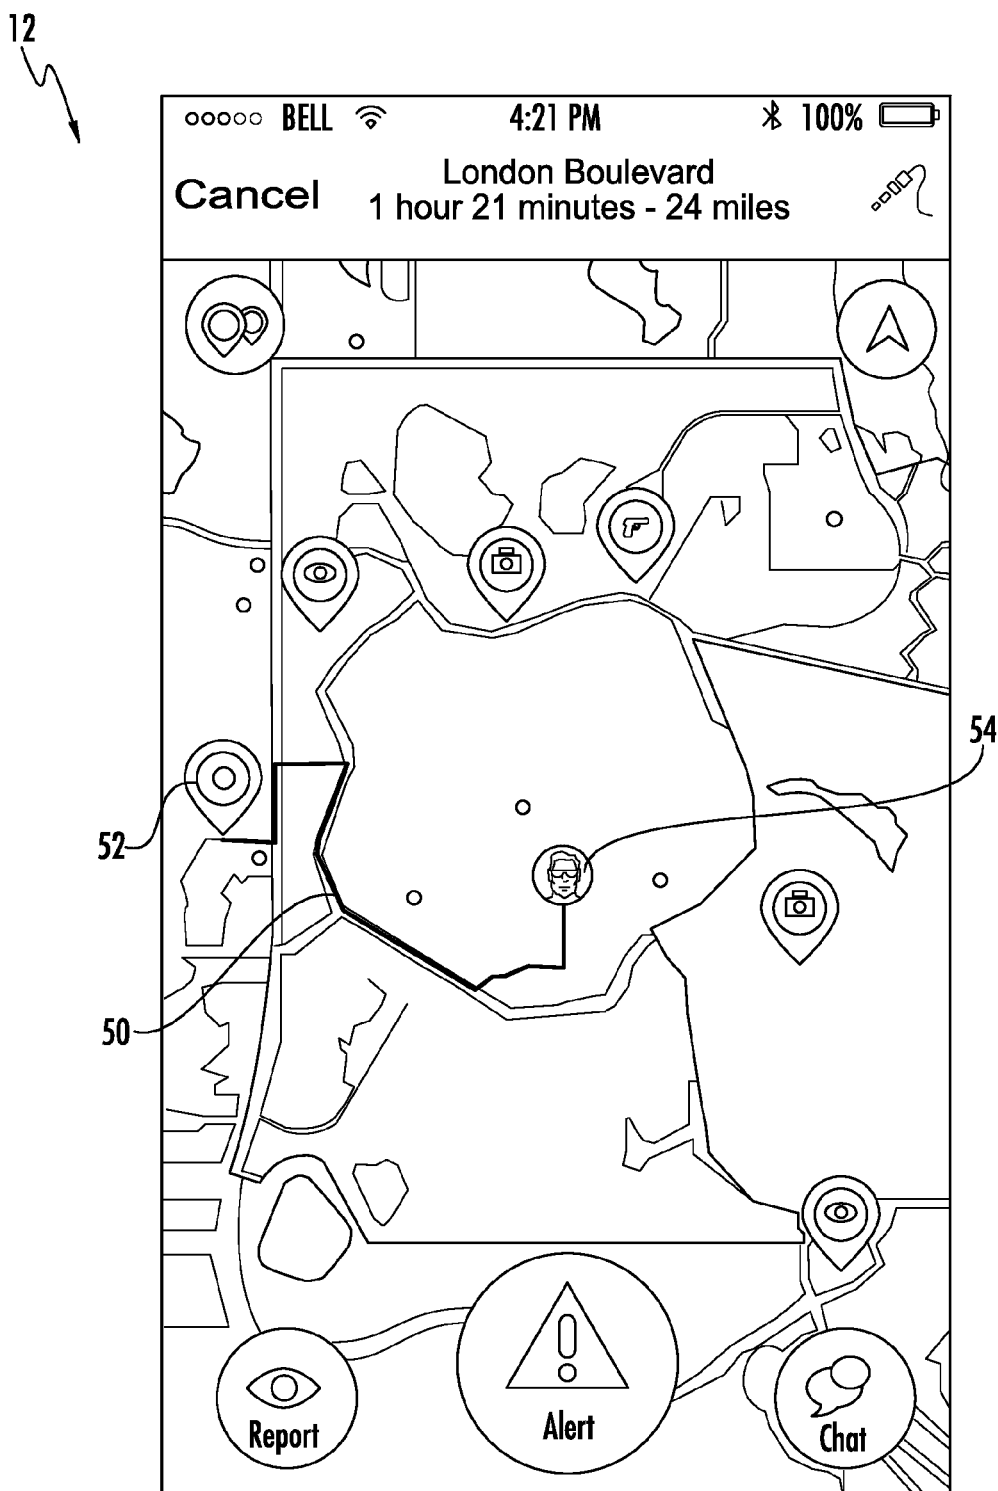 12
BELL 4:21 PM 100%
Cancel
London Boulevard
1 hour 21 minutes - 24 miles
54
52
50
Report
Alert
Chat